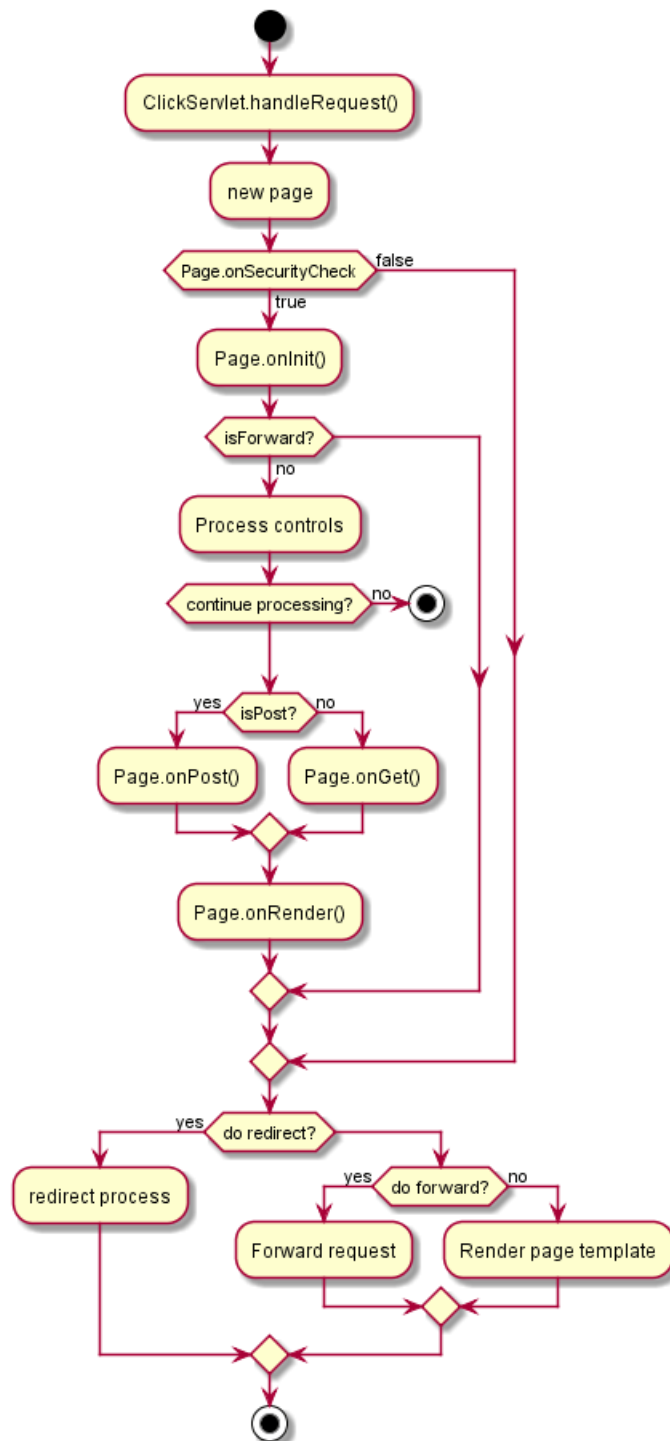 ClickServlet.handleRequest()
new page
Page.onSecurityCheck
false
true
Page.onInit()
isForward?
no
Process controls
continue processing?
no
yes
isPost?
no
Page.onPost()
Page.onGet()
Page.onRender()
yes
do redirect?
redirect process
yes
do forward?
no
Forward request
Render page template